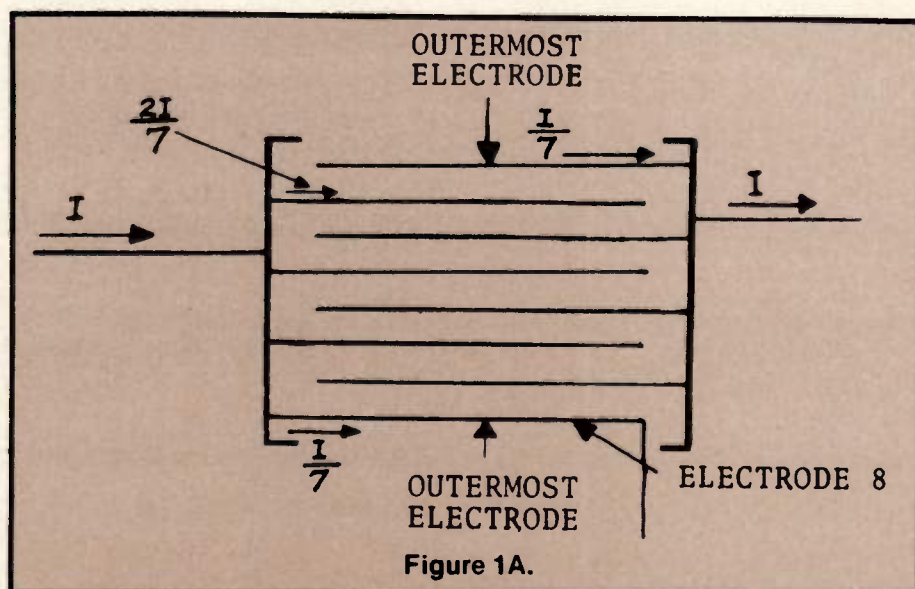 OUTERMOST
ELECTRODE
2I
7
I
7
I
I
I
7
OUTERMOST
ELECTRODE
ELECTRODE 8
Figure 1A.